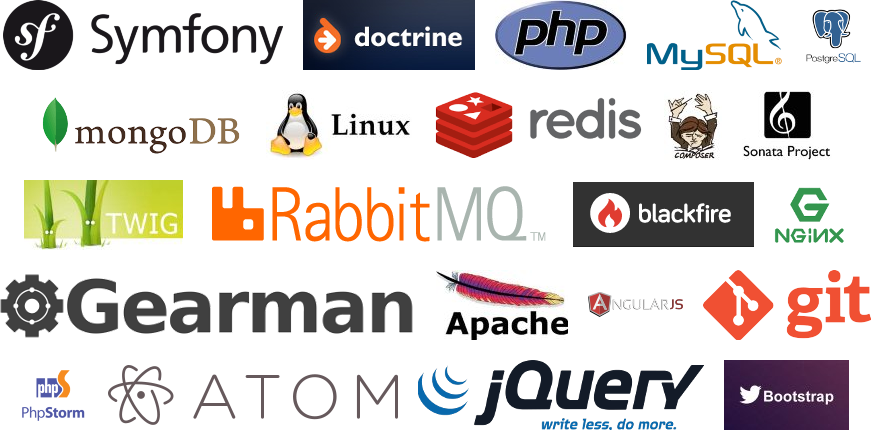 sf Symfony
doctrine
php
MySQL®
PostgreSQL
mongoDB
Linux
redis
COMPOSER
Sonata Project
TWIG
RabbitMQ™
blackfire
G
NGiNX
Gearman
Apache
A ANGULARJS
git
php S
PhpStorm
ATOM
jQuery
write less, do more.
Bootstrap